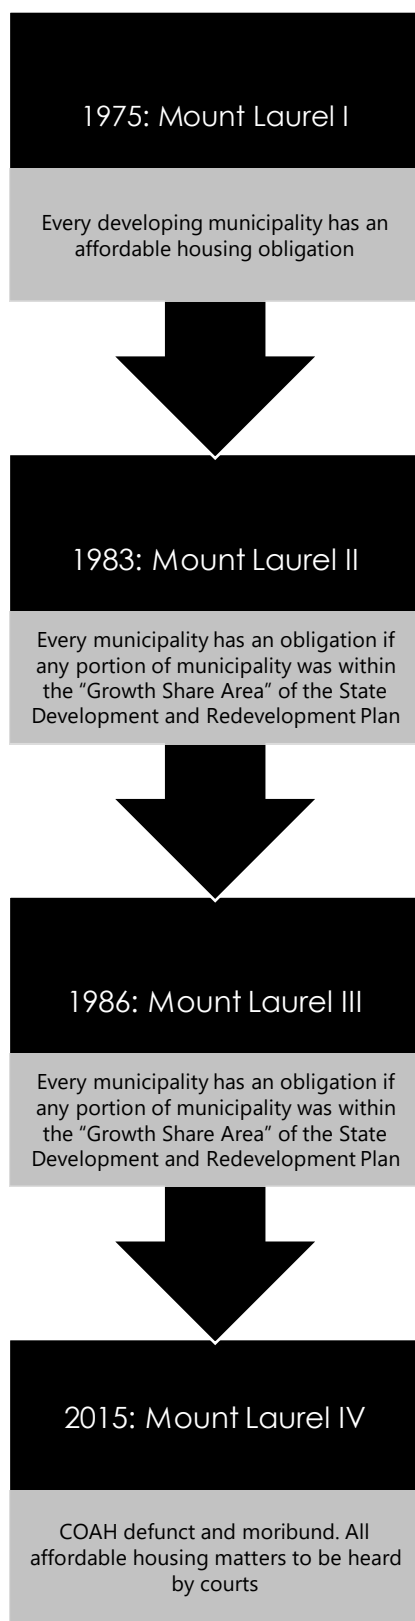 1975: Mount Laurel I
Every developing municipality has an
affordable housing obligation
1983: Mount Laurel II
Every municipality has an obligation if
any portion of municipality was within
the “Growth Share Area” of the State
Development and Redevelopment Plan
1986: Mount Laurel III
Every municipality has an obligation if
any portion of municipality was within
the “Growth Share Area” of the State
Development and Redevelopment Plan
2015: Mount Laurel IV
COAH defunct and moribund. All
affordable housing matters to be heard
by courts